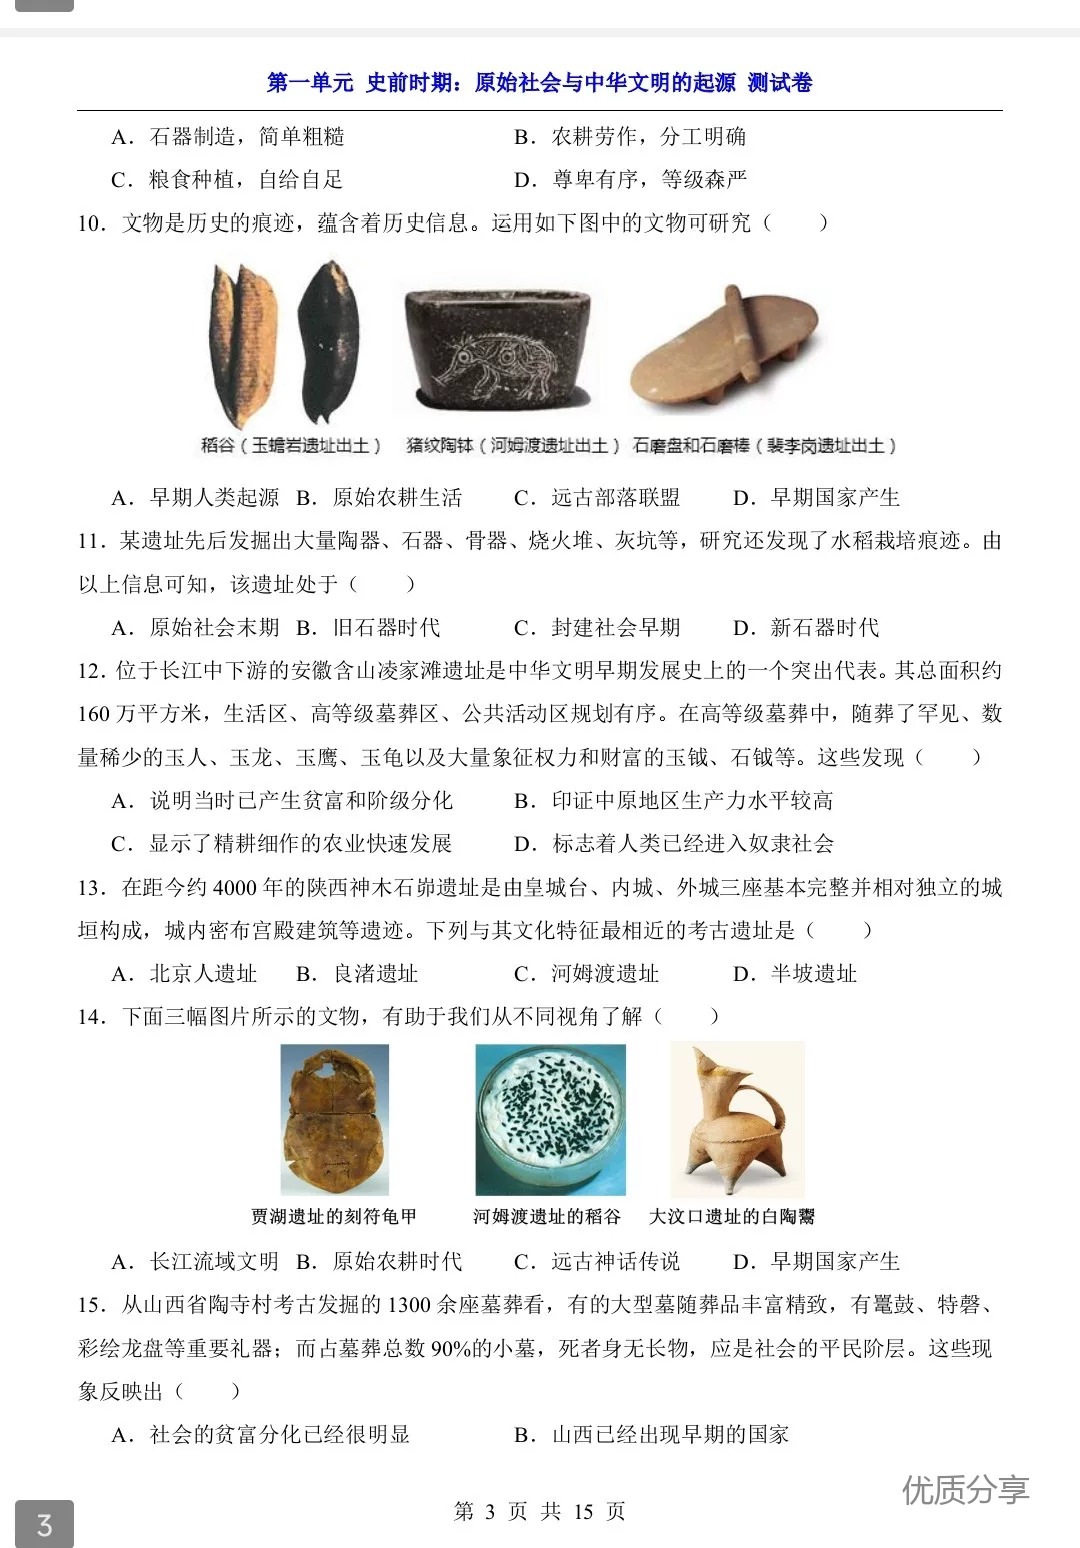 第一单元 史前时期：原始社会与中华文明的起源 测试卷
A．石器制造，简单粗糙 B．农耕劳作，分工明确
C．粮食种植，自给自足 D．尊卑有序，等级森严
10．文物是历史的痕迹，蕴含着历史信息。运用如下图中的文物可研究（ ）
稻谷（玉蟾岩遗址出土） 猪纹陶钵（河姆渡遗址出土） 石磨盘和石磨棒（裴李岗遗址出土）
A．早期人类起源 B．原始农耕生活 C．远古部落联盟 D．早期国家产生
11．某遗址先后发掘出大量陶器、石器、骨器、烧火堆、灰坑等，研究还发现了水稻栽培痕迹。由
以上信息可知，该遗址处于（ ）
A．原始社会末期 B．旧石器时代 C．封建社会早期 D．新石器时代
12．位于长江中下游的安徽含山凌家滩遗址是中华文明早期发展史上的一个突出代表。其总面积约
160 万平方米，生活区、高等级墓葬区、公共活动区规划有序。在高等级墓葬中，随葬了罕见、数
量稀少的玉人、玉龙、玉鹰、玉龟以及大量象征权力和财富的玉钺、石钺等。这些发现（ ）
A．说明当时已产生贫富和阶级分化 B．印证中原地区生产力水平较高
C．显示了精耕细作的农业快速发展 D．标志着人类已经进入奴隶社会
13．在距今约 4000 年的陕西神木石峁遗址是由皇城台、内城、外城三座基本完整并相对独立的城
垣构成，城内密布宫殿建筑等遗迹。下列与其文化特征最相近的考古遗址是（ ）
A．北京人遗址 B．良渚遗址 C．河姆渡遗址 D．半坡遗址
14．下面三幅图片所示的文物，有助于我们从不同视角了解（ ）
贾湖遗址的刻符龟甲 河姆渡遗址的稻谷 大汶口遗址的白陶鬶
A．长江流域文明 B．原始农耕时代 C．远古神话传说 D．早期国家产生
15．从山西省陶寺村考古发掘的 1300 余座墓葬看，有的大型墓随葬品丰富精致，有鼍鼓、特磬、
彩绘龙盘等重要礼器；而占墓葬总数 90%的小墓，死者身无长物，应是社会的平民阶层。这些现
象反映出（ ）
A．社会的贫富分化已经很明显 B．山西已经出现早期的国家
优质分享
第 3 页 共 15 页
3